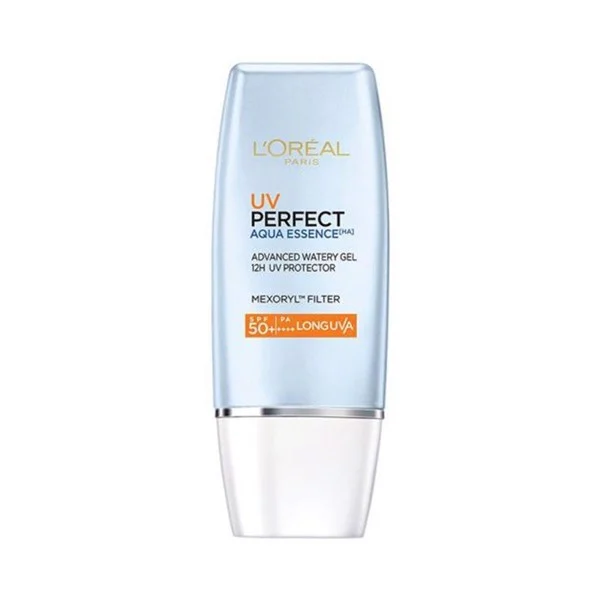 L'ORÉAL
PARIS
UV
PERFECT
AQUA ESSENCE[HA]
ADVANCED WATERY GEL
12H UV PROTECTOR
MEXORYL™ FILTER
SPF 50+ PA ++++ LONG UVA